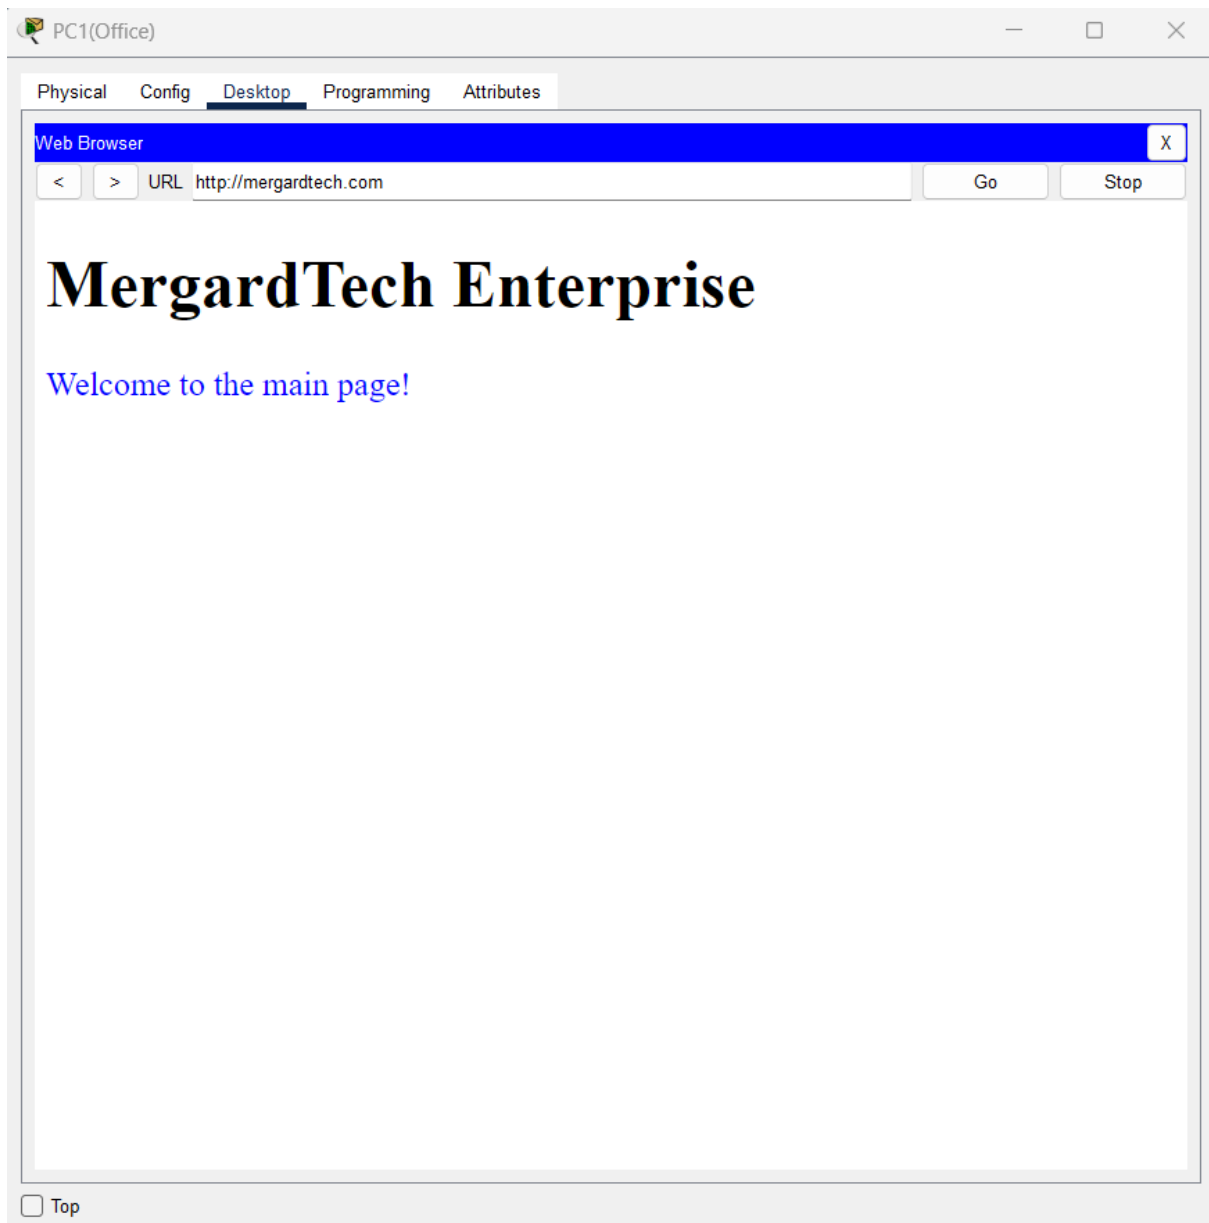 PC1(Office)
Physical Config Desktop Programming Attributes
Web Browser X
< > URL http://mergardtech.com Go Stop
MergardTech Enterprise
Welcome to the main page!
Top